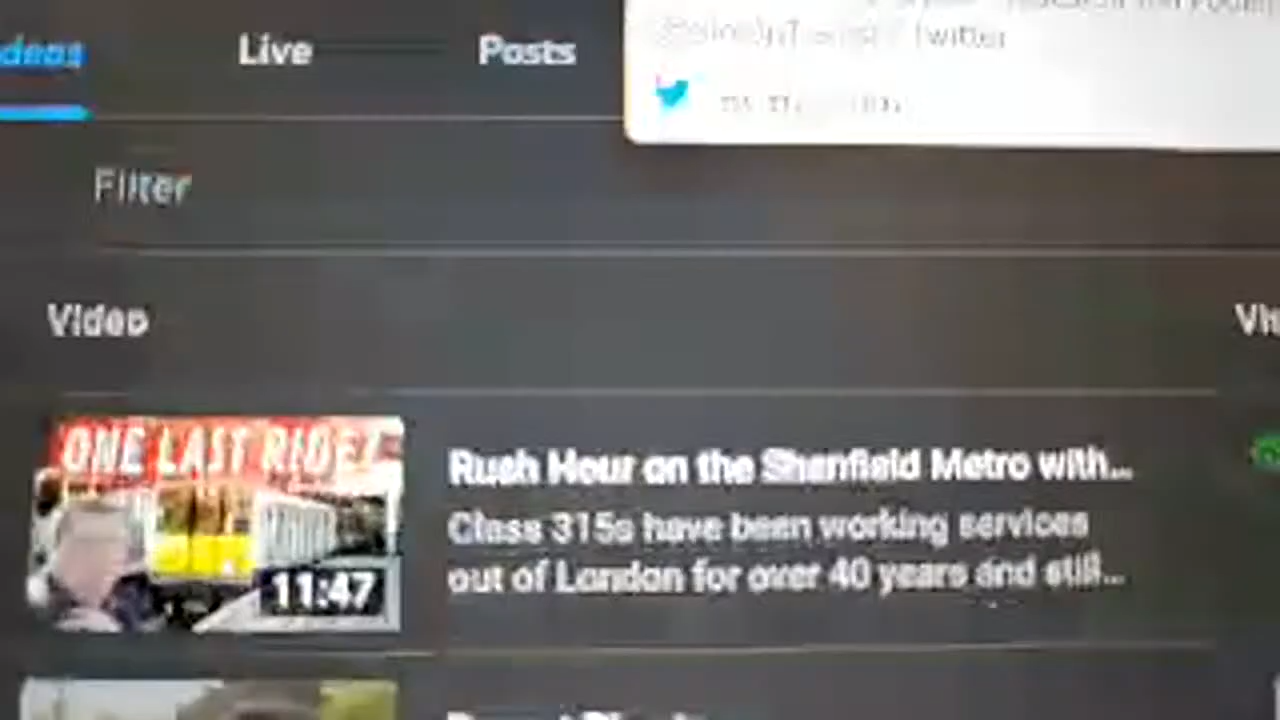 Live
Posts
Twitter
Filter
Video
ONE LAST RIDE?
11:47
Rush Hour on the Shenfield Metro with...
Class 315s have been working services
out of London for over 40 years and still...